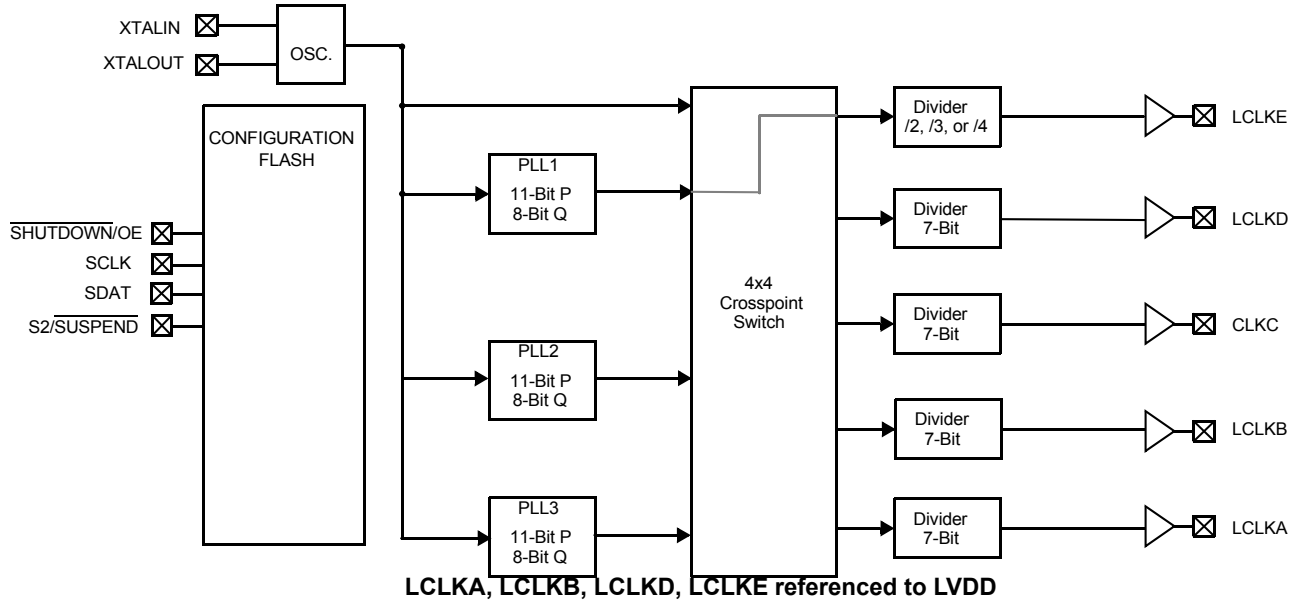 XTALIN
XTALOUT
OSC.
CONFIGURATION
FLASH
SHUTDOWN/OE
SCLK
SDAT
S2/SUSPEND
PLL1
11-Bit P
8-Bit Q
PLL2
11-Bit P
8-Bit Q
PLL3
11-Bit P
8-Bit Q
4x4
Crosspoint
Switch
Divider
/2, /3, or /4
LCLKE
Divider
7-Bit
LCLKD
Divider
7-Bit
CLKC
Divider
7-Bit
LCLKB
Divider
7-Bit
LCLKA
LCLKA, LCLKB, LCLKD, LCLKE referenced to LVDD